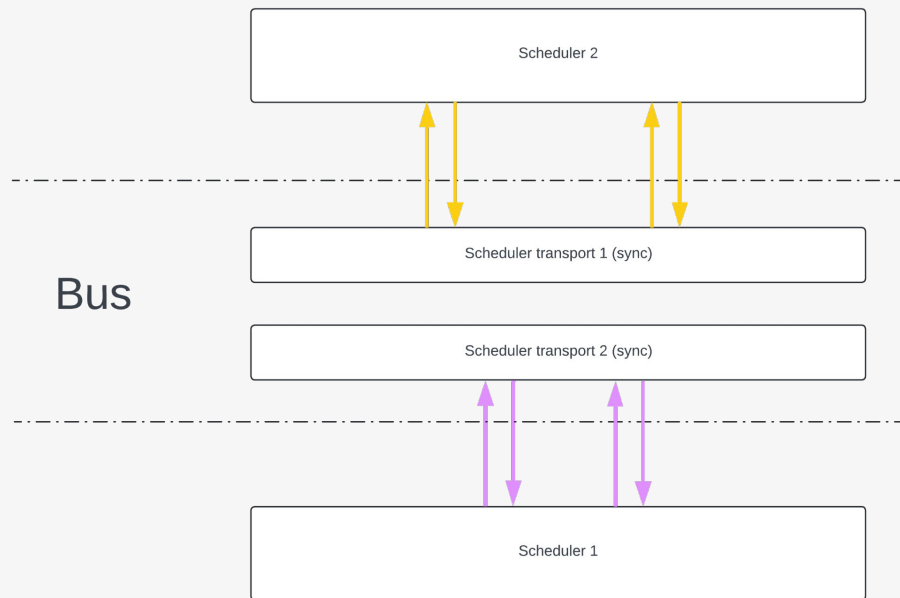 Scheduler 2
Scheduler transport 1 (sync)
Bus
Scheduler transport 2 (sync)
Scheduler 1